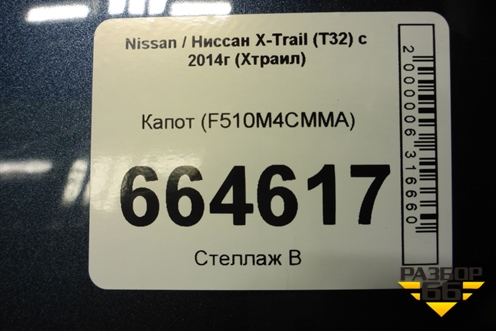 Nissan / Ниссан X-Trail (T32) с
2014г (Хтраил)
Капот (F510M4CMMA)
664617
Стеллаж В
2000006316660
РАЗБОР
66